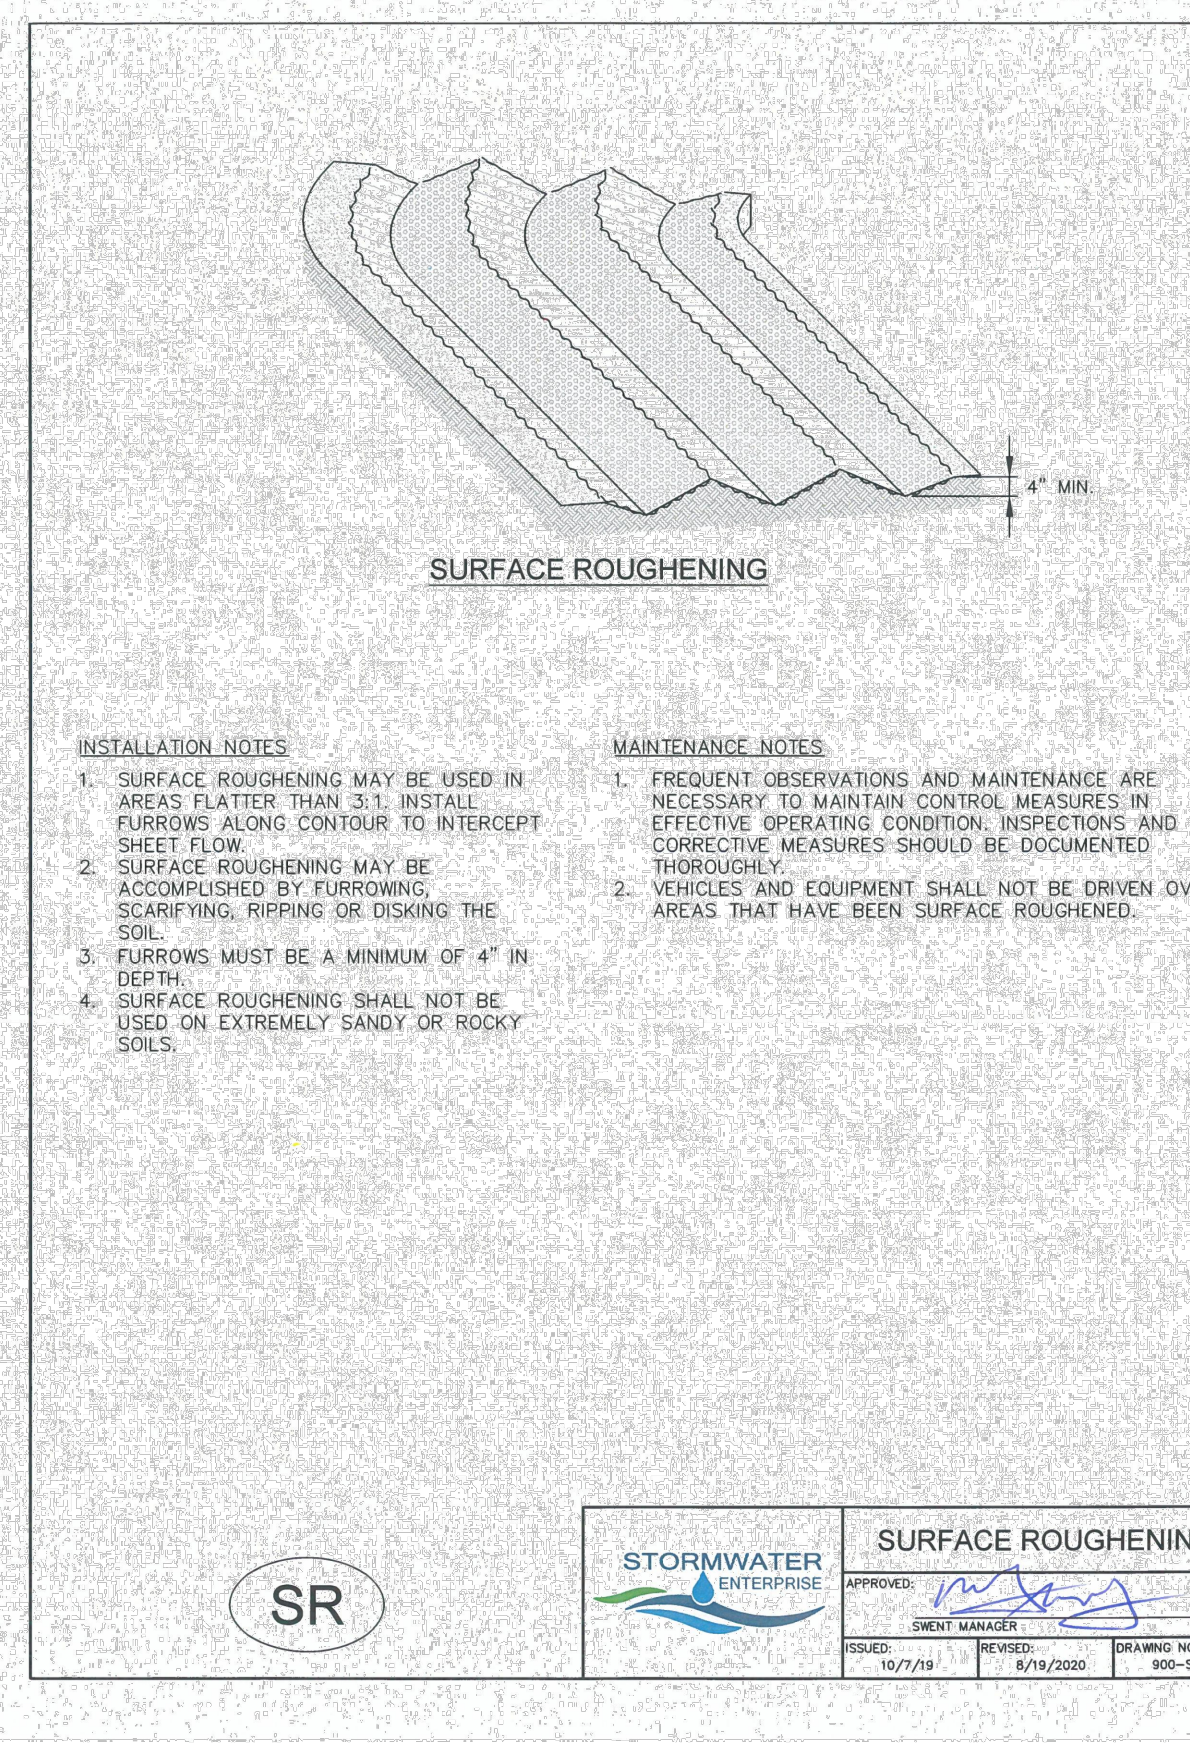 4" MIN.
SURFACE ROUGHENING
INSTALLATION NOTES
1. SURFACE ROUGHENING MAY BE USED IN
AREAS FLATTER THAN 3:1. INSTALL
FURROWS ALONG CONTOUR TO INTERCEPT
SHEET FLOW.
2. SURFACE ROUGHENING MAY BE
ACCOMPLISHED BY FURROWING,
SCARIFYING, RIPPING OR DISKING THE
SOIL.
3. FURROWS MUST BE A MINIMUM OF 4" IN
DEPTH.
4. SURFACE ROUGHENING SHALL NOT BE
USED ON EXTREMELY SANDY OR ROCKY
SOILS.
MAINTENANCE NOTES
1. FREQUENT OBSERVATIONS AND MAINTENANCE ARE
NECESSARY TO MAINTAIN CONTROL MEASURES IN
EFFECTIVE OPERATING CONDITION. INSPECTIONS AND
CORRECTIVE MEASURES SHOULD BE DOCUMENTED
THOROUGHLY.
2. VEHICLES AND EQUIPMENT SHALL NOT BE DRIVEN OV
AREAS THAT HAVE BEEN SURFACE ROUGHENED.
SR
STORMWATER
ENTERPRISE
SURFACE ROUGHENIN
APPROVED:
SWENT MANAGER
ISSUED:
10/7/19
REVISED:
8/19/2020
DRAWING NO
900-S